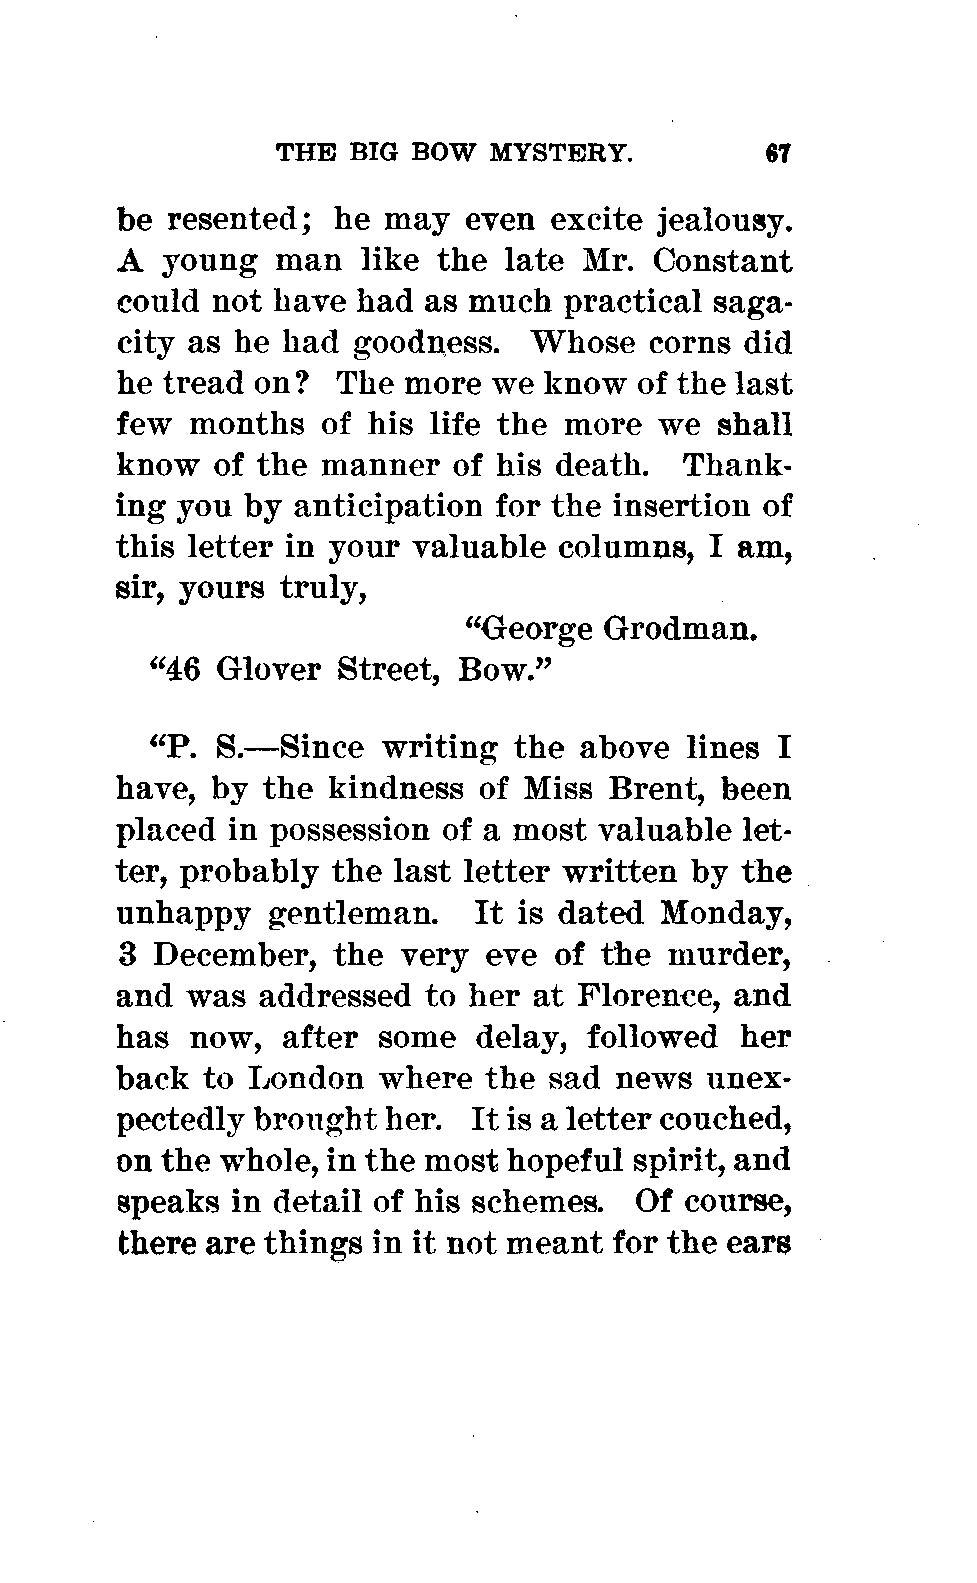 THE BIG BOW MYSTERY. 67
be resented; he may even excite jealousy.
A young man like the late Mr. Constant
could not have had as much practical saga-
city as he had goodness. Whose corns did
he tread on? The more we know of the last
few months of his life the more we shall
know of the manner of his death. Thank-
ing you by anticipation for the insertion of
this letter in your valuable columns, I am,
sir, yours truly,
“George Grodman.
“46 Glover Street, Bow.”
“P. S.—Since writing the above lines I
have, by the kindness of Miss Brent, been
placed in possession of a most valuable let-
ter, probably the last letter written by the
unhappy gentleman. It is dated Monday,
3 December, the very eve of the murder,
and was addressed to her at Florence, and
has now, after some delay, followed her
back to London where the sad news unex-
pectedly brought her. It is a letter couched,
on the whole, in the most hopeful spirit, and
speaks in detail of his schemes. Of course,
there are things in it not meant for the ears